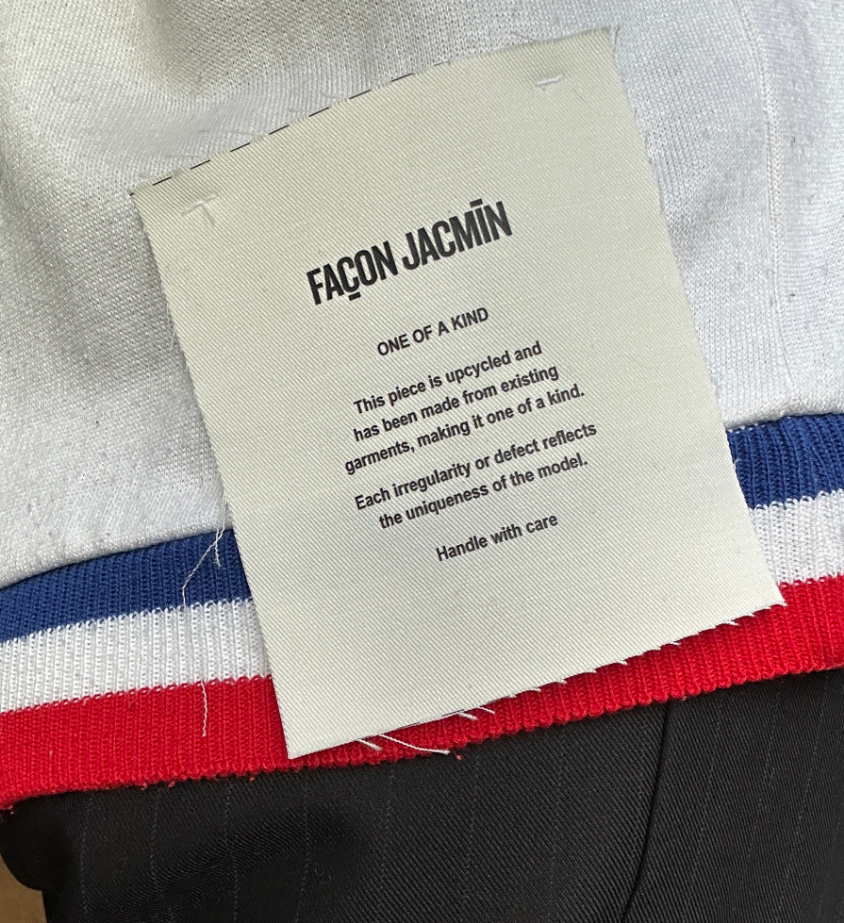 FAÇON JACMĪN
ONE OF A KIND
This piece is upcycled and
has been made from existing
garments, making it one of a kind.
Each irregularity or defect reflects
the uniqueness of the model.
Handle with care